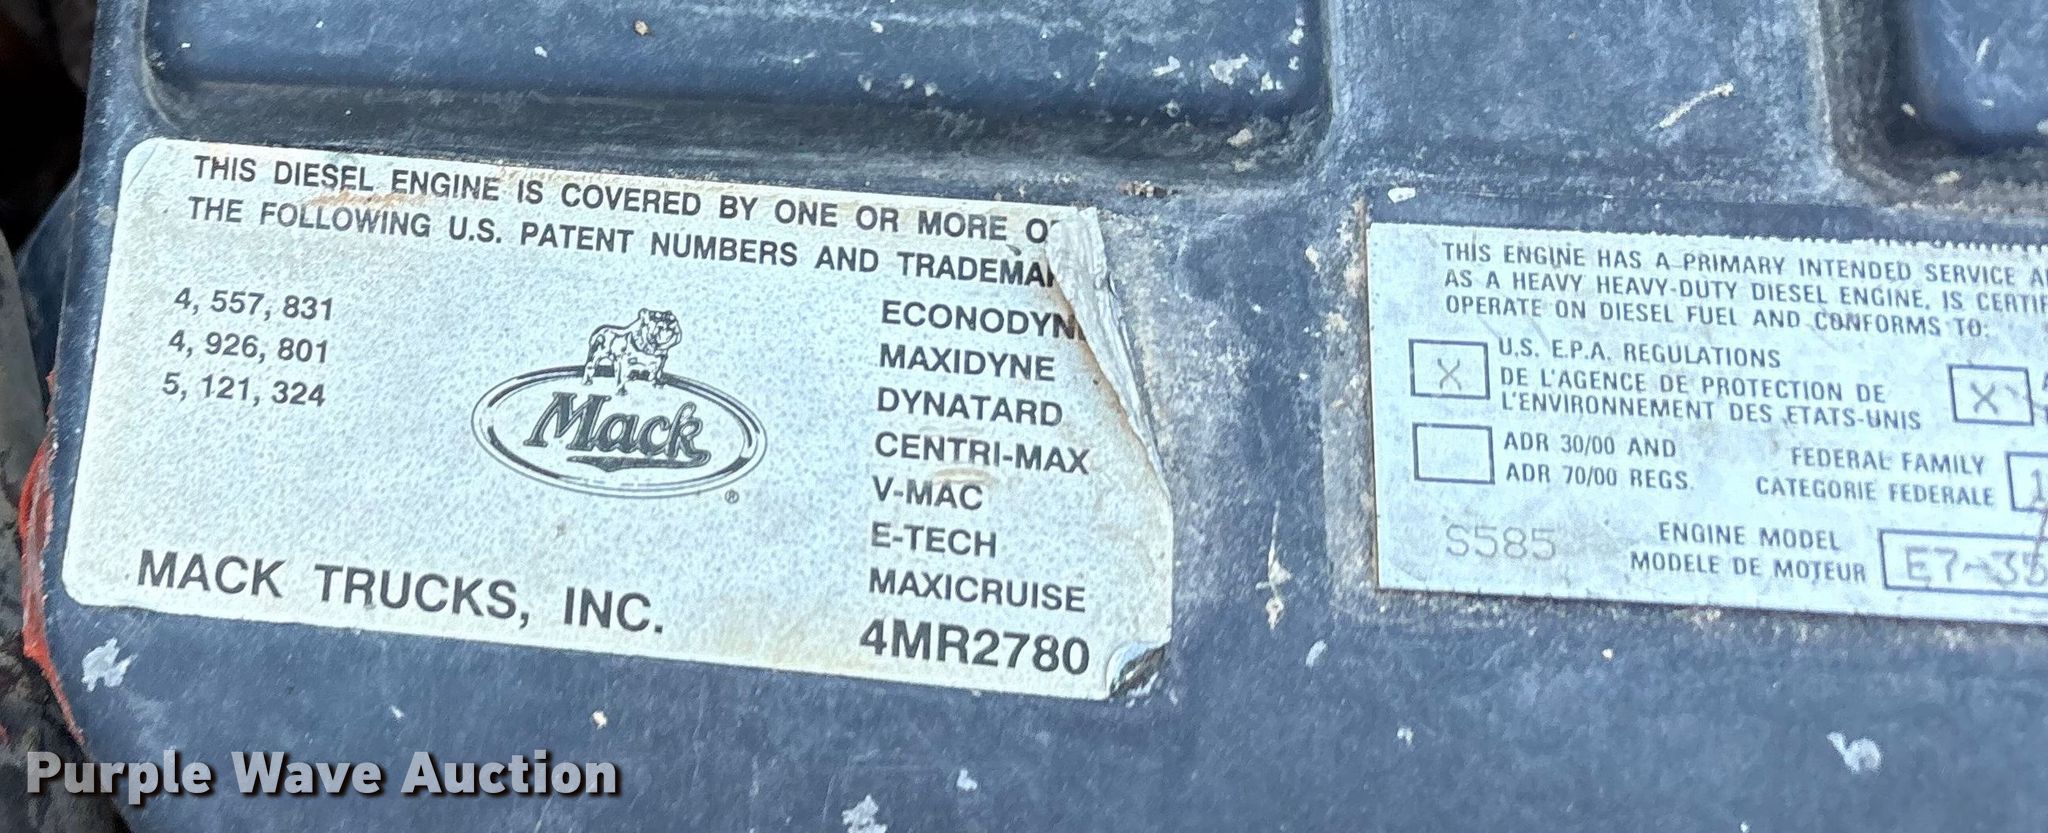 THIS DIESEL ENGINE IS COVERED BY ONE OR MORE
THE FOLLOWING U.S. PATENT NUMBERS AND
4, 557, 831
4, 926, 801
5, 121, 324
Mack
®
MAXIDYNE
DYNATARD
CENTRI-MAX
V-MAC
E-TECH
MAXICRUISE
MACK TRUCKS, INC.
4MR2780
THIS ENGINE HAS A PRIMARY INTENDED SERVICE
AS A HEAVY HEAVY-DUTY DIESEL ENGINE, IS
OPERATE ON DIESEL FUEL AND CONFORMS TO:
X U.S. E.P.A. REGULATIONS X
DE L'AGENCE DE PROTECTION DE
L'ENVIRONNEMENT DES ETATS-UNIS
ADR 30/00 AND
ADR 70/00 REGS.
FEDERAL FAMILY
CATEGORIE FEDERALE
S585
ENGINE MODEL
MODELE DE MOTEUR
E7-35
Purple Wave Auction